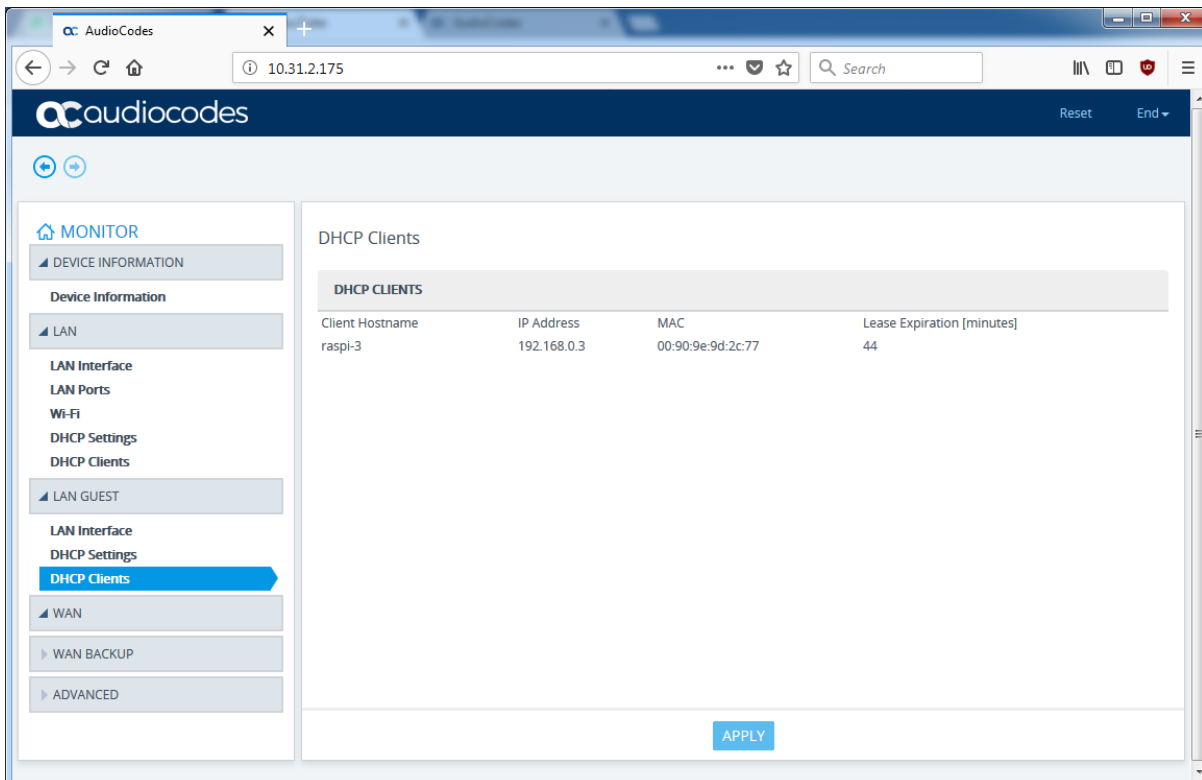 AudioCodes
10.31.2.175
Search
audiocodes
Reset
End
MONITOR
DEVICE INFORMATION
Device Information
LAN
LAN Interface
LAN Ports
Wi-Fi
DHCP Settings
DHCP Clients
LAN GUEST
LAN Interface
DHCP Settings
DHCP Clients
WAN
WAN BACKUP
ADVANCED
DHCP Clients
DHCP CLIENTS
Client Hostname IP Address MAC Lease Expiration [minutes]
raspi-3 192.168.0.3 00:90:9e:9d:2c:77 44
APPLY